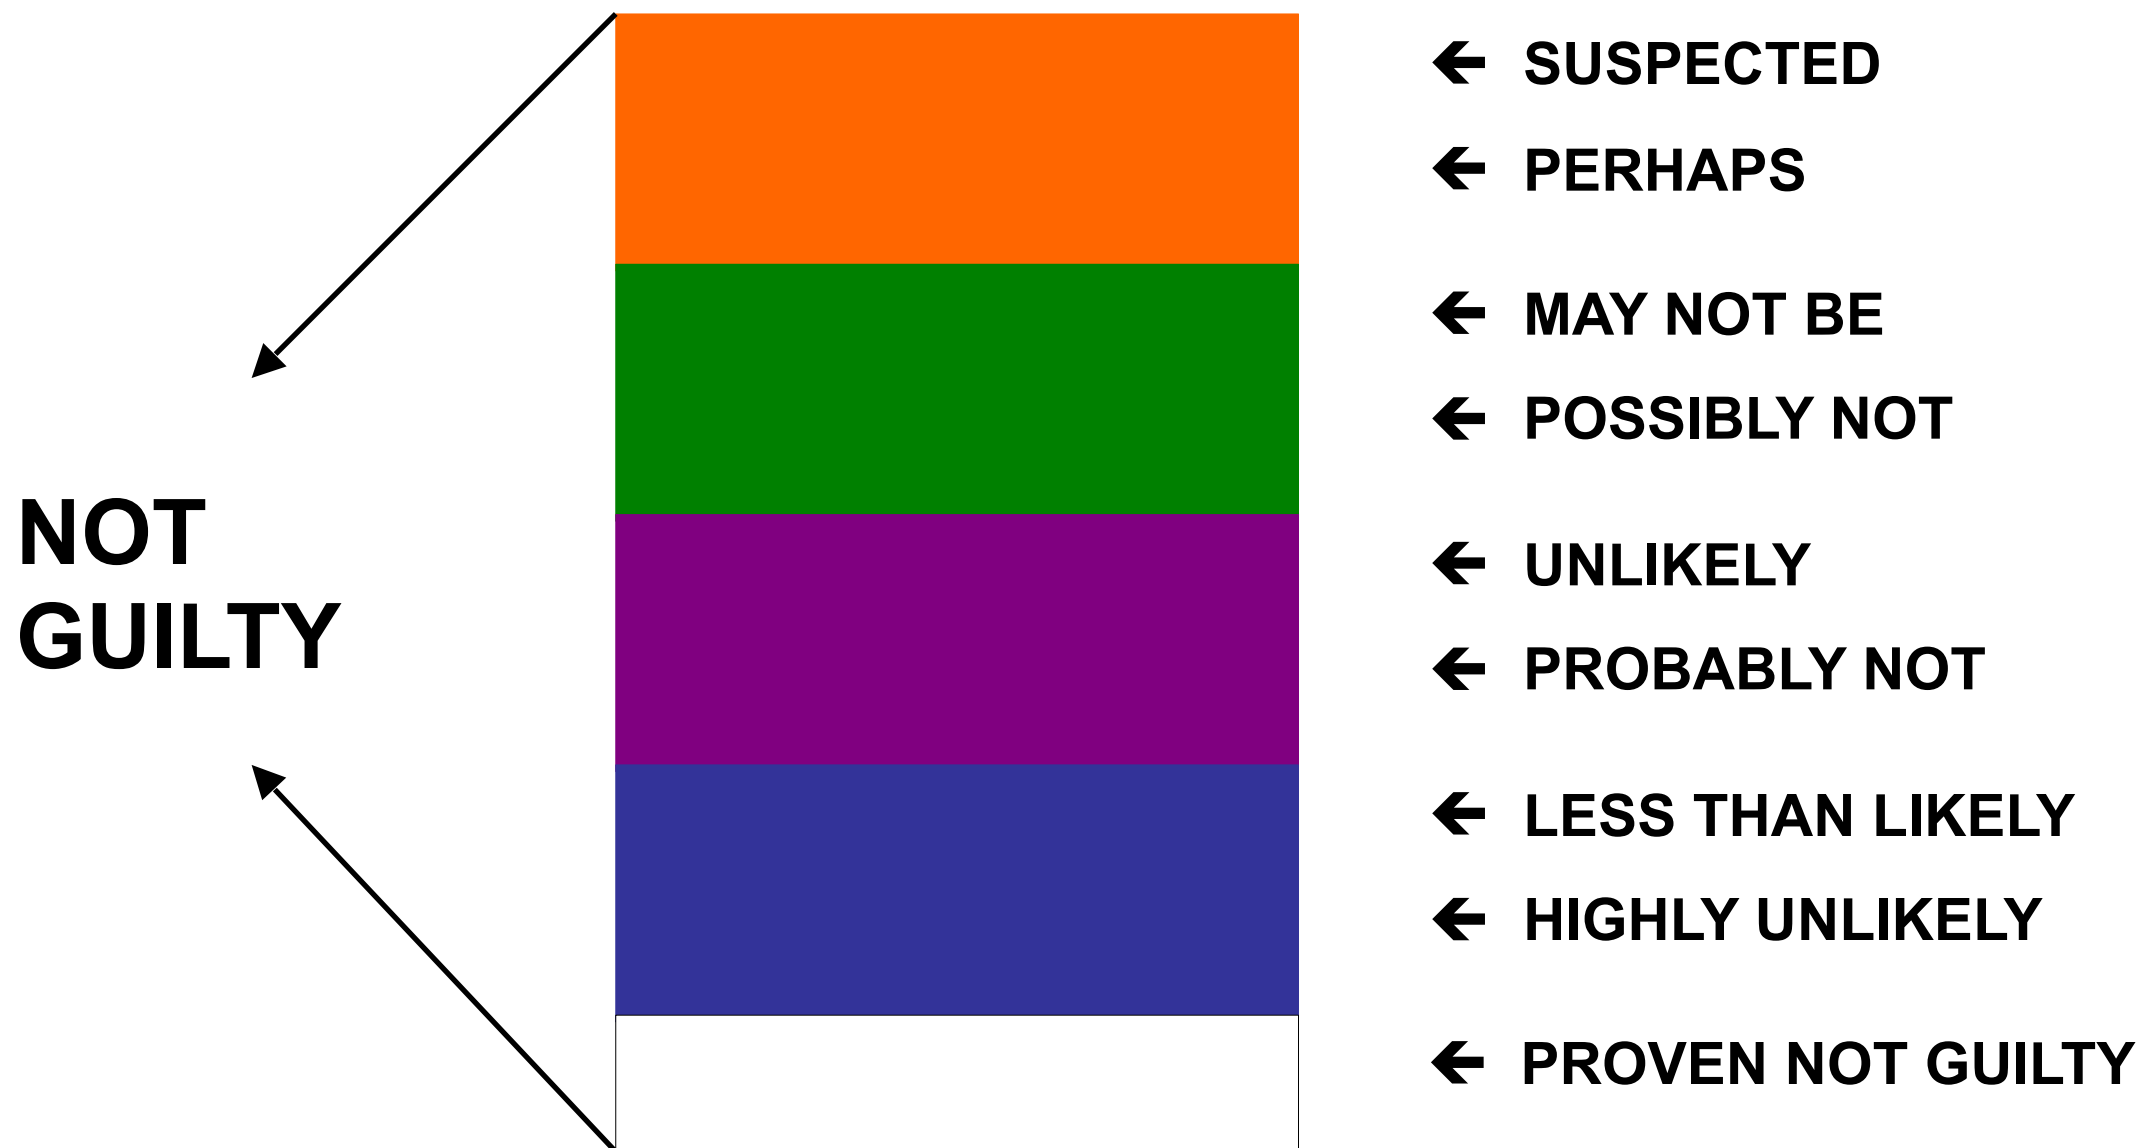 NOT
GUILTY
SUSPECTED
PERHAPS
MAY NOT BE
POSSIBLY NOT
UNLIKELY
PROBABLY NOT
LESS THAN LIKELY
HIGHLY UNLIKELY
PROVEN NOT GUILTY